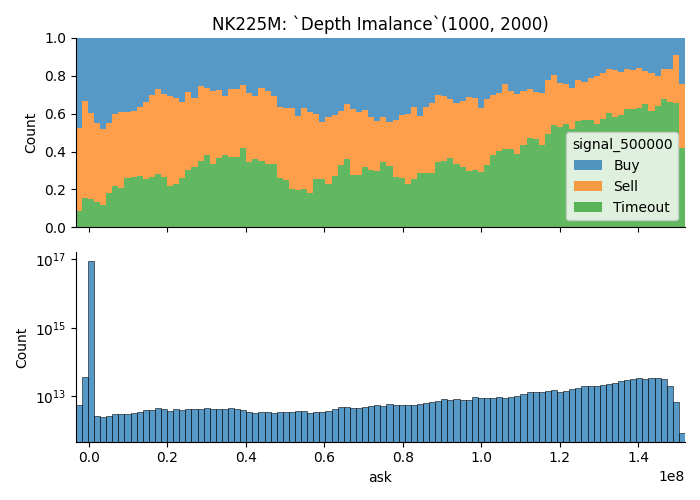 NK225M: `Depth Imalance`(1000, 2000)
1.0
0.8
0.6
0.4
0.2
0.0
Count
signal_500000
Buy
Sell
Timeout
10^17
10^15
10^13
Count
0.0 0.2 0.4 0.6 0.8 1.0 1.2 1.4
1e8
ask